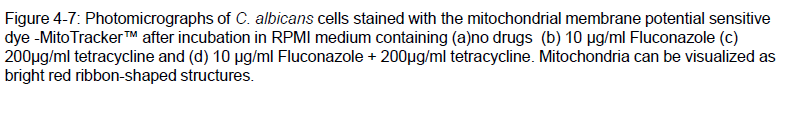 Figure 4-7: Photomicrographs of C. albicans cells stained with the mitochondrial membrane potential sensitive
dye -MitoTracker™ after incubation in RPMI medium containing (a)no drugs  (b) 10 µg/ml Fluconazole (c)
200µg/ml tetracycline and (d) 10 µg/ml Fluconazole + 200µg/ml tetracycline. Mitochondria can be visualized as
bright red ribbon-shaped structures.